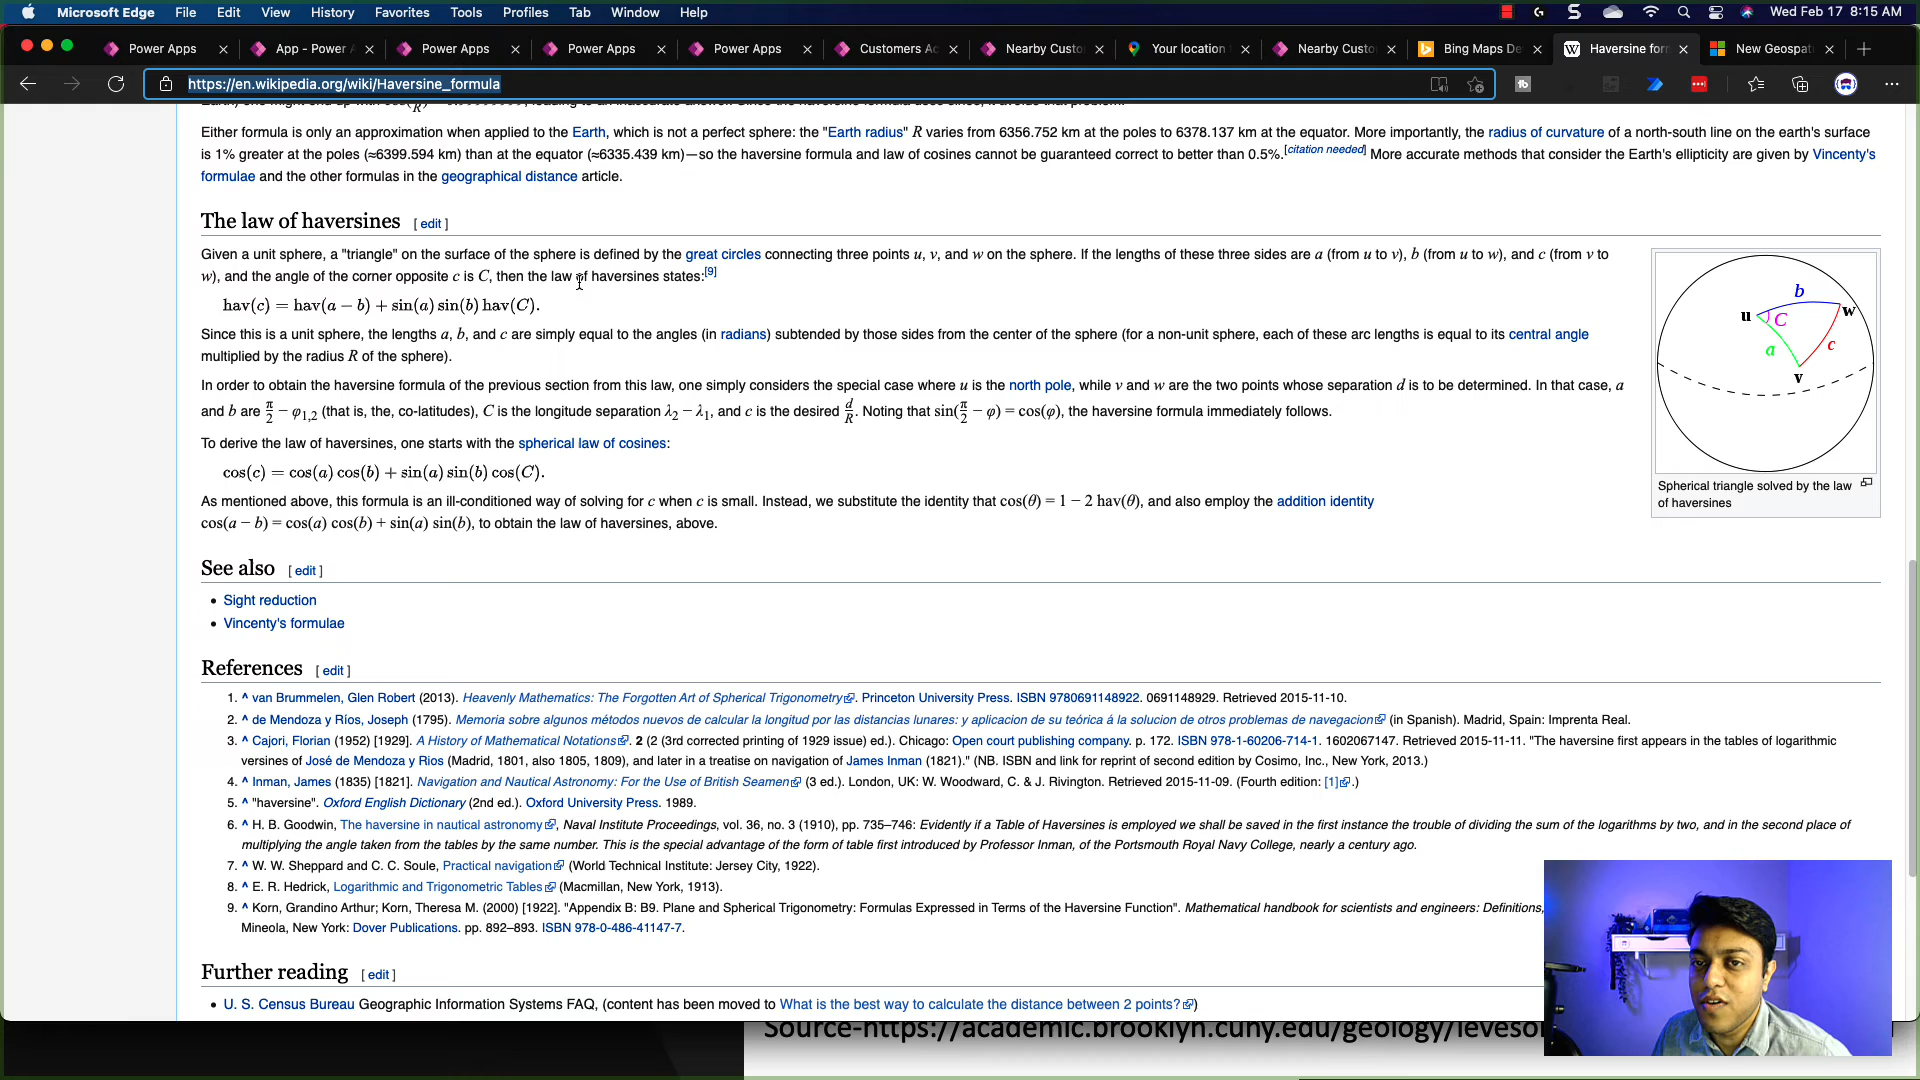 Microsoft Edge File Edit View History Favorites Tools Profiles Tab Window Help Wed Feb 17 8:15 AM
Power Apps App - Power A Power Apps Power Apps Power Apps Customers Ac Nearby Custo Your location Nearby Custo Bing Maps De Haversine for New Geospati
https://en.wikipedia.org/wiki/Haversine_formula
Either formula is only an approximation when applied to the Earth, which is not a perfect sphere: the "Earth radius" R varies from 6356.752 km at the poles to 6378.137 km at the equator. More importantly, the radius of curvature of a north-south line on the earth's surface
is 1% greater at the poles (≈6399.594 km) than at the equator (≈6335.439 km)—so the haversine formula and law of cosines cannot be guaranteed correct to better than 0.5%.[citation needed] More accurate methods that consider the Earth's ellipticity are given by Vincenty's
formulae and the other formulas in the geographical distance article.
The law of haversines [ edit ]
Given a unit sphere, a "triangle" on the surface of the sphere is defined by the great circles connecting three points u, v, and w on the sphere. If the lengths of these three sides are a (from u to v), b (from u to w), and c (from v to
w), and the angle of the corner opposite c is C, then the law of haversines states:[9]
hav(c) = hav(a − b) + sin(a) sin(b) hav(C).
Since this is a unit sphere, the lengths a, b, and c are simply equal to the angles (in radians) subtended by those sides from the center of the sphere (for a non-unit sphere, each of these arc lengths is equal to its central angle
multiplied by the radius R of the sphere).
In order to obtain the haversine formula of the previous section from this law, one simply considers the special case where u is the north pole, while v and w are the two points whose separation d is to be determined. In that case, a
and b are π/2 − φ1,2 (that is, the, co-latitudes), C is the longitude separation λ2 − λ1, and c is the desired d/R. Noting that sin(π/2 − φ) = cos(φ), the haversine formula immediately follows.
To derive the law of haversines, one starts with the spherical law of cosines:
cos(c) = cos(a) cos(b) + sin(a) sin(b) cos(C).
As mentioned above, this formula is an ill-conditioned way of solving for c when c is small. Instead, we substitute the identity that cos(θ) = 1 − 2 hav(θ), and also employ the addition identity
cos(a − b) = cos(a) cos(b) + sin(a) sin(b), to obtain the law of haversines, above.
b
u C w
a c
v
Spherical triangle solved by the law
of haversines
See also [ edit ]
• Sight reduction
• Vincenty's formulae
References [ edit ]
1. ^ van Brummelen, Glen Robert (2013). Heavenly Mathematics: The Forgotten Art of Spherical Trigonometry. Princeton University Press. ISBN 9780691148922. 0691148929. Retrieved 2015-11-10.
2. ^ de Mendoza y Ríos, Joseph (1795). Memoria sobre algunos métodos nuevos de calcular la longitud por las distancias lunares: y aplicacion de su teórica á la solucion de otros problemas de navegacion (in Spanish). Madrid, Spain: Imprenta Real.
3. ^ Cajori, Florian (1952) [1929]. A History of Mathematical Notations. 2 (2 (3rd corrected printing of 1929 issue) ed.). Chicago: Open court publishing company. p. 172. ISBN 978-1-60206-714-1. 1602067147. Retrieved 2015-11-11. "The haversine first appears in the tables of logarithmic
versines of José de Mendoza y Rios (Madrid, 1801, also 1805, 1809), and later in a treatise on navigation of James Inman (1821)." (NB. ISBN and link for reprint of second edition by Cosimo, Inc., New York, 2013.)
4. ^ Inman, James (1835) [1821]. Navigation and Nautical Astronomy: For the Use of British Seamen (3 ed.). London, UK: W. Woodward, C. & J. Rivington. Retrieved 2015-11-09. (Fourth edition: [1].)
5. ^ "haversine". Oxford English Dictionary (2nd ed.). Oxford University Press. 1989.
6. ^ H. B. Goodwin, The haversine in nautical astronomy, Naval Institute Proceedings, vol. 36, no. 3 (1910), pp. 735–746: Evidently if a Table of Haversines is employed we shall be saved in the first instance the trouble of dividing the sum of the logarithms by two, and in the second place of
multiplying the angle taken from the tables by the same number. This is the special advantage of the form of table first introduced by Professor Inman, of the Portsmouth Royal Navy College, nearly a century ago.
7. ^ W. W. Sheppard and C. C. Soule, Practical navigation (World Technical Institute: Jersey City, 1922).
8. ^ E. R. Hedrick, Logarithmic and Trigonometric Tables (Macmillan, New York, 1913).
9. ^ Korn, Grandino Arthur; Korn, Theresa M. (2000) [1922]. "Appendix B: B9. Plane and Spherical Trigonometry: Formulas Expressed in Terms of the Haversine Function". Mathematical handbook for scientists and engineers: Definitions,
Mineola, New York: Dover Publications. pp. 892–893. ISBN 978-0-486-41147-7.
Further reading [ edit ]
• U. S. Census Bureau Geographic Information Systems FAQ, (content has been moved to What is the best way to calculate the distance between 2 points?)
Source-https://academic.brooklyn.cuny.edu/geology/leveso